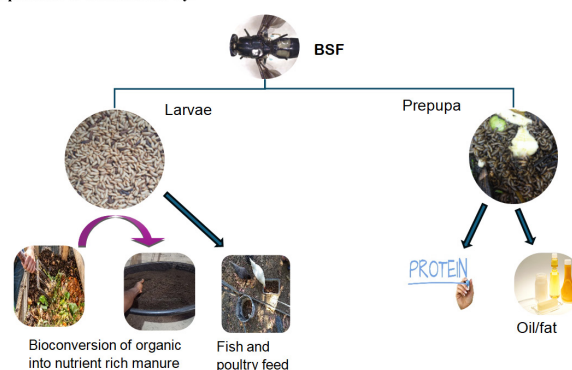 BSF
Larvae
Prepupa
PROTEIN
Bioconversion of organic
into nutrient rich manure
Fish and
poultry feed
Oil/fat